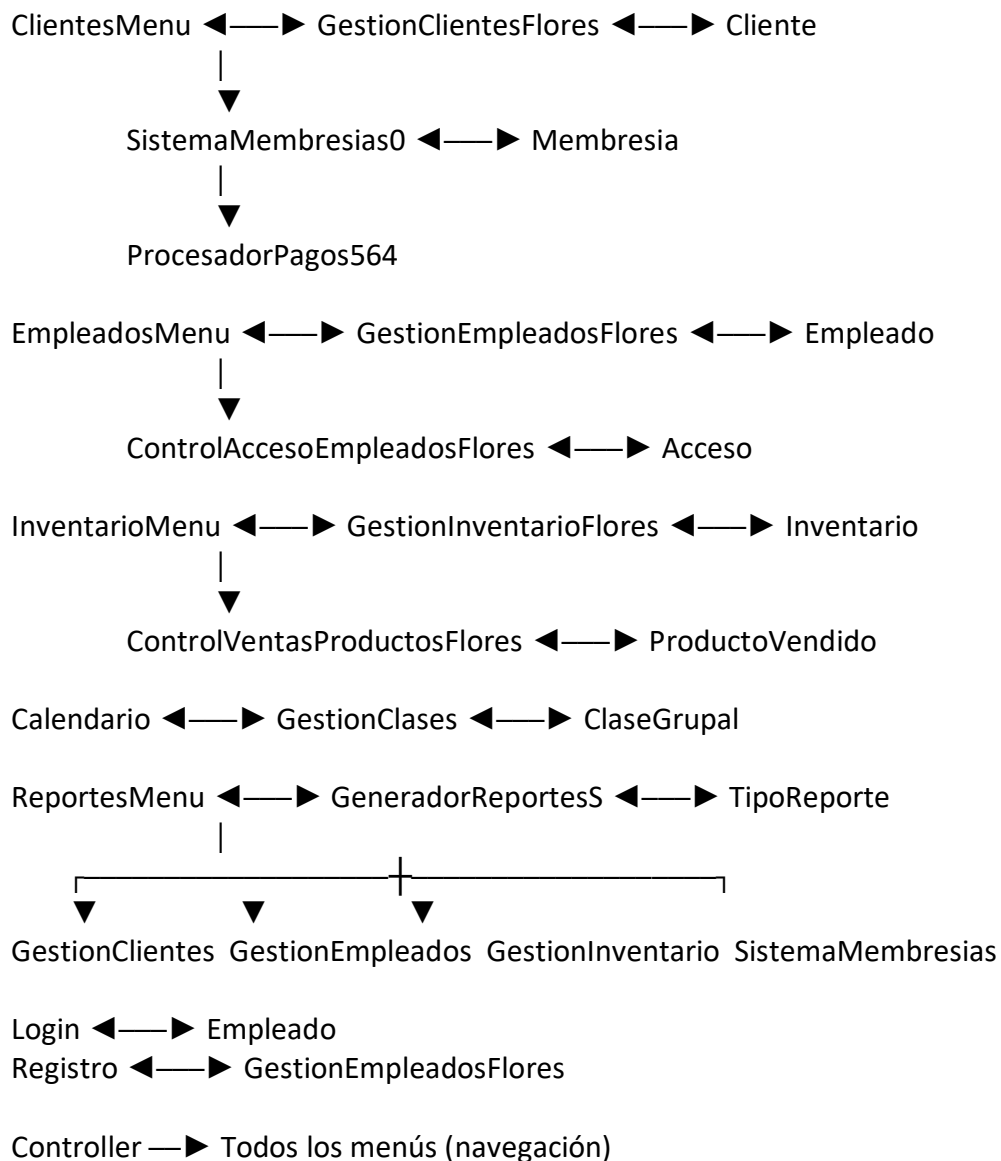 ClientesMenu ◄──► GestionClientesFlores ◄──► Cliente
│
▼
SistemaMembresias0 ◄──► Membresia
│
▼
ProcesadorPagos564
EmpleadosMenu ◄──► GestionEmpleadosFlores ◄──► Empleado
│
▼
ControlAccesoEmpleadosFlores ◄──► Acceso
InventarioMenu ◄──► GestionInventarioFlores ◄──► Inventario
│
▼
ControlVentasProductosFlores ◄──► ProductoVendido
Calendario ◄──► GestionClases ◄──► ClaseGrupal
ReportesMenu ◄──► GeneradorReportesS ◄──► TipoReporte
│
┌───────────────┼───────────────┐
▼ ▼ ▼
GestionClientes GestionEmpleados GestionInventario SistemaMembresias
Login ◄──► Empleado
Registro ◄──► GestionEmpleadosFlores
Controller ──► Todos los menús (navegación)